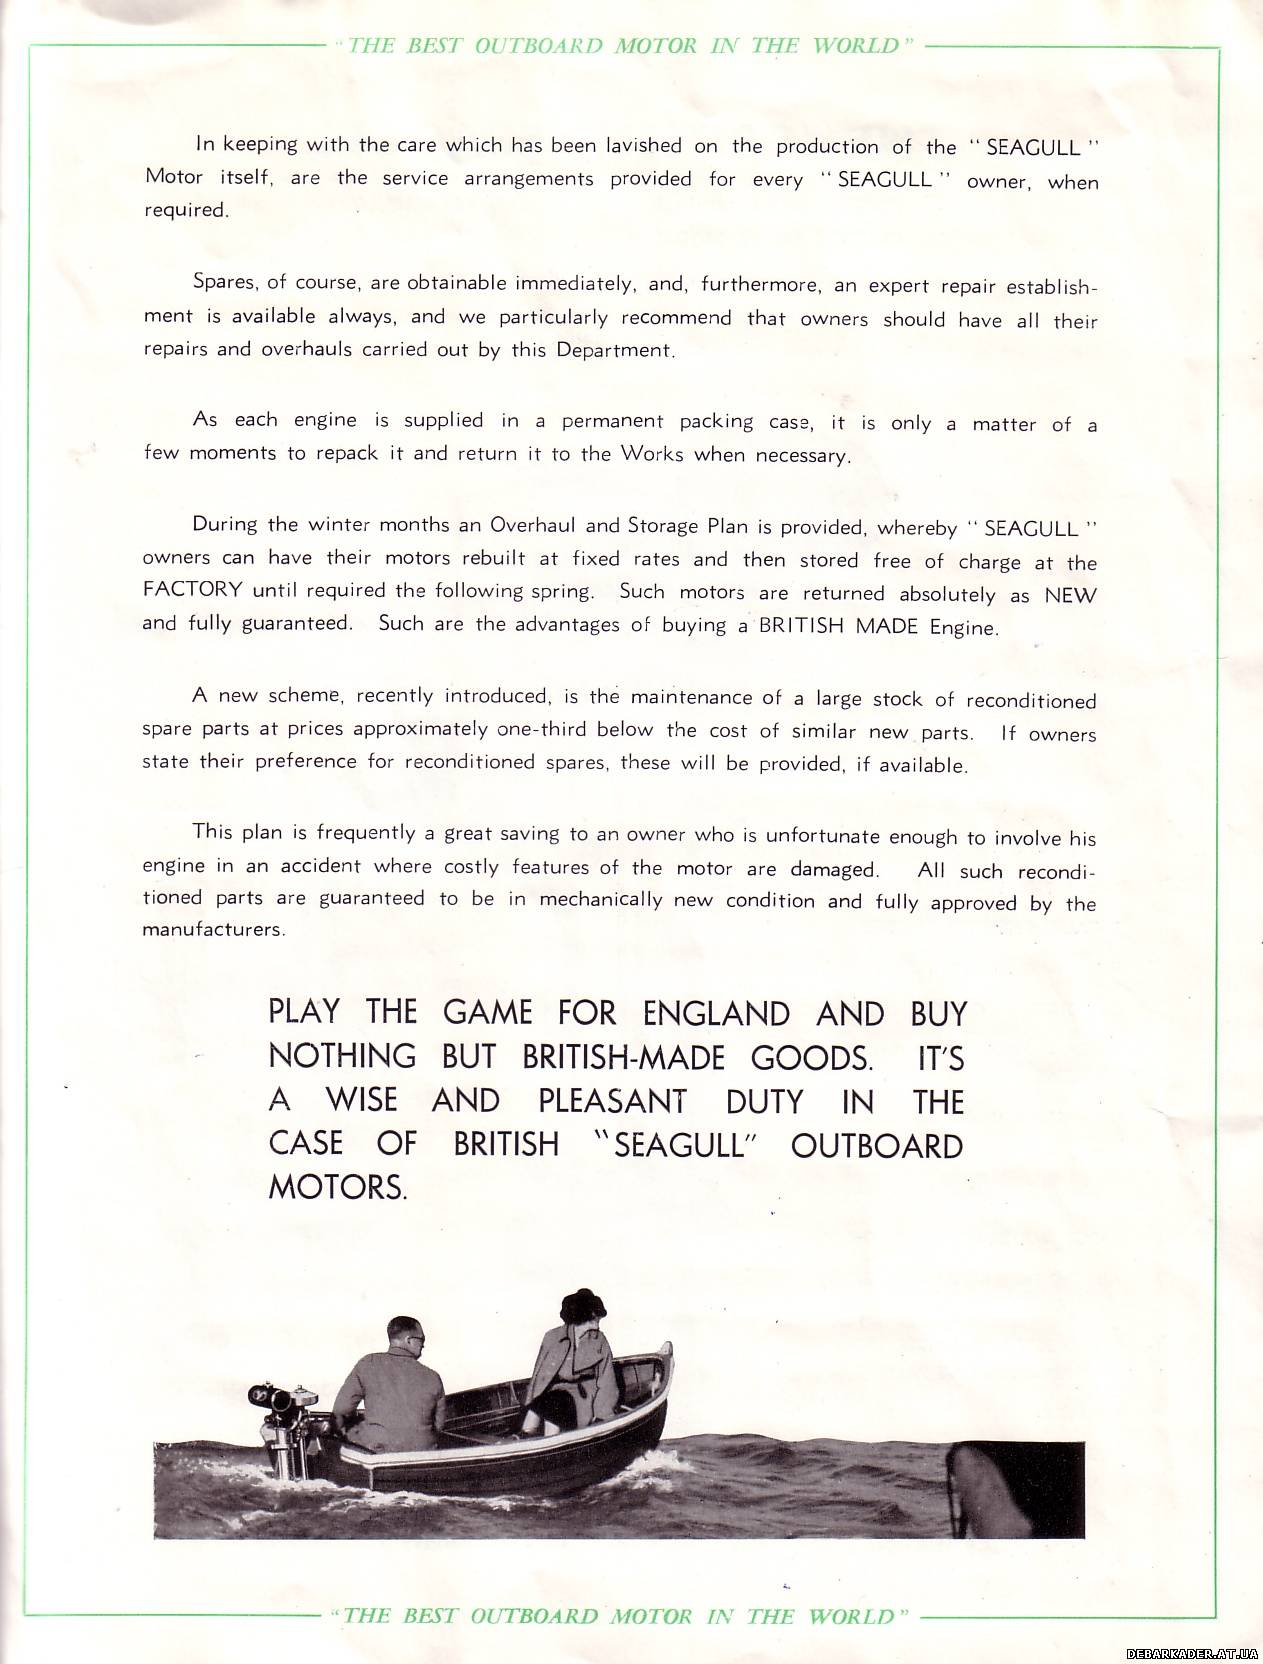 "THE BEST OUTBOARD MOTOR IN THE WORLD"
In keeping with the care which has been lavished on the production of the "SEAGULL"
Motor itself, are the service arrangements provided for every "SEAGULL" owner, when
required.
Spares, of course, are obtainable immediately, and, furthermore, an expert repair establish-
ment is available always, and we particularly recommend that owners should have all their
repairs and overhauls carried out by this Department.
As each engine is supplied in a permanent packing case, it is only a matter of a
few moments to repack it and return it to the Works when necessary.
During the winter months an Overhaul and Storage Plan is provided, whereby "SEAGULL"
owners can have their motors rebuilt at fixed rates and then stored free of charge at the
FACTORY until required the following spring. Such motors are returned absolutely as NEW
and fully guaranteed. Such are the advantages of buying a BRITISH MADE Engine.
A new scheme, recently introduced, is the maintenance of a large stock of reconditioned
spare parts at prices approximately one-third below the cost of similar new parts. If owners
state their preference for reconditioned spares, these will be provided, if available.
This plan is frequently a great saving to an owner who is unfortunate enough to involve his
engine in an accident where costly features of the motor are damaged. All such recondi-
tioned parts are guaranteed to be in mechanically new condition and fully approved by the
manufacturers.
PLAY THE GAME FOR ENGLAND AND BUY
NOTHING BUT BRITISH-MADE GOODS. IT'S
A WISE AND PLEASANT DUTY IN THE
CASE OF BRITISH "SEAGULL" OUTBOARD
MOTORS.
"THE BEST OUTBOARD MOTOR IN THE WORLD"
DEBARKADER.AT.UA